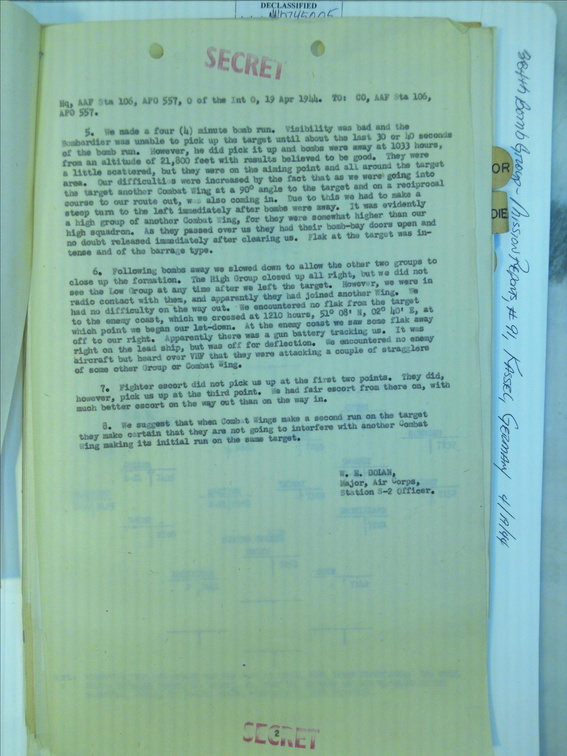 DECLASSIFIED
SECRET
Hq, AAF Sta 106, APO 557, O of the Int O, 19 Apr 1944. TO: CO, AAF Sta 106,
APO 557.
5. We made a four (4) minute bomb run. Visibility was bad and the
Bombardier was unable to pick up the target until about the last 30 or 40 seconds
of the bomb run. However, he did pick it up and bombs were away at 1033 hours,
from an altitude of 21,800 feet with results believed to be good. They were
a little scattered, but they were on the aiming point and all around the target
area. Our difficulties were increased by the fact that as we were going into
the target another Combat Wing at a 90° angle to the target and on a reciprocal
course to our route out, was also coming in. Due to this we had to make a
steep turn to the left immediately after bombs were away. It was evidently
a high group of another Combat Wing, for they were somewhat higher than our
high squadron. As they passed over us they had their bomb-bay doors open and
no doubt released immediately after clearing us. Flak at the target was in-
tense and of the barrage type.
6. Following bombs away we slowed down to allow the other two groups to
close up the formation. The High Group closed up all right, but we did not
see the Low Group at any time after we left the target. However, we were in
radio contact with them, and apparently they had joined another Wing. We
had no difficulty on the way out. We encountered no flak from the target
to the enemy coast, which we crossed at 1210 hours, 51° 08' N, 02° 40' E, at
which point we began our let-down. At the enemy coast we saw some flak away
off to our right. Apparently there was a gun battery tracking us. It was
right on the lead ship, but was off for deflection. We encountered no enemy
aircraft but heard over VHF that they were attacking a couple of stragglers
of some other Group or Combat Wing.
7. Fighter escort did not pick us up at the first two points. They did,
however, pick us up at the third point. We had fair escort from there on, with
much better escort on the way out than on the way in.
8. We suggest that when Combat Wings make a second run on the target
they make certain that they are not going to interfere with another Combat
Wing making its initial run on the same target.
W. E. DOLAN,
Major, Air Corps,
Station S-2 Officer.
2
SECRET
384th Bomb Group Mission Reports, #91, Kassel, Germany 4/19/44
OR
DIE